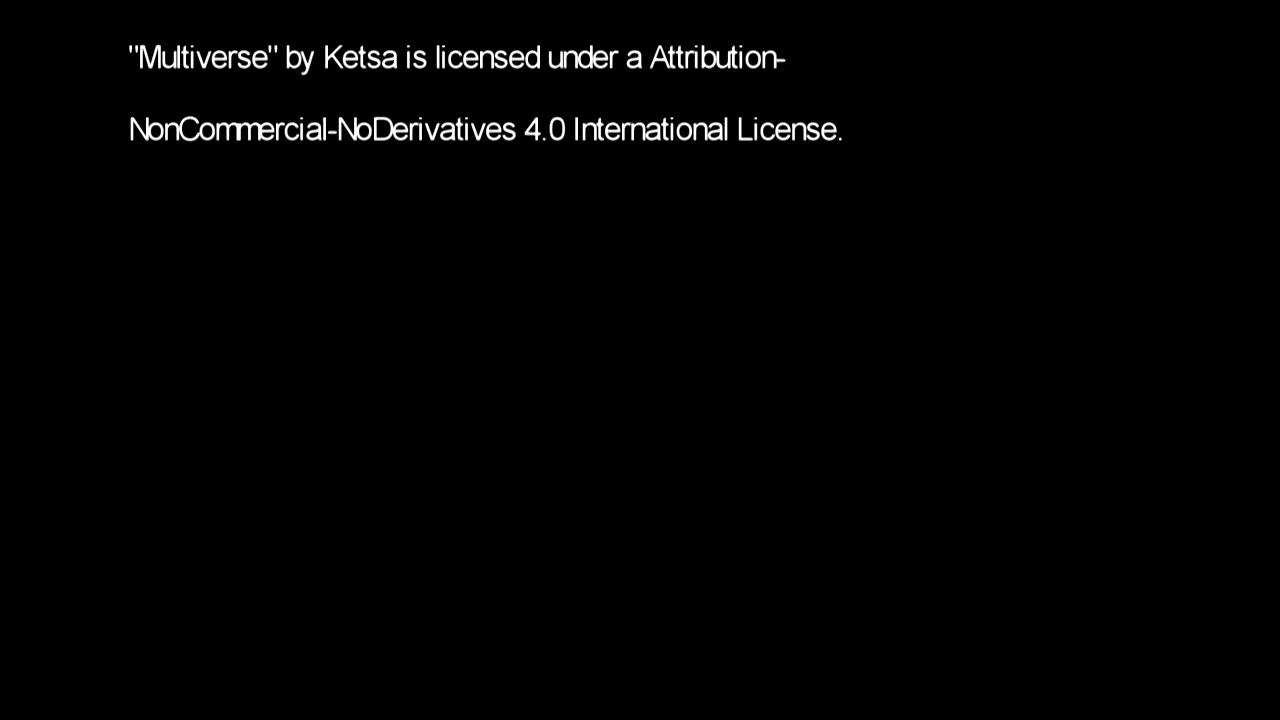 "Multiverse" by Ketsa is licensed under a Attribution-
NonCommercial-NoDerivatives 4.0 International License.